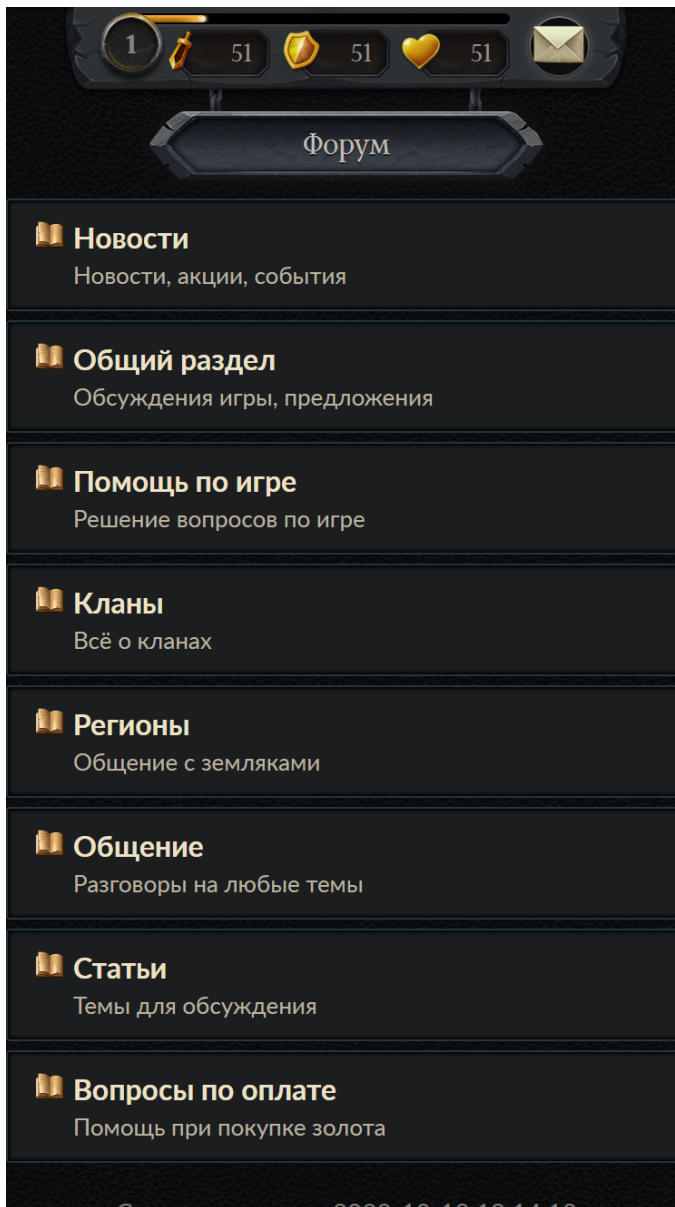 1
51
51
51
Форум
Новости
Новости, акции, события
Общий раздел
Обсуждения игры, предложения
Помощь по игре
Решение вопросов по игре
Кланы
Всё о кланах
Регионы
Общение с земляками
Общение
Разговоры на любые темы
Статьи
Темы для обсуждения
Вопросы по оплате
Помощь при покупке золота